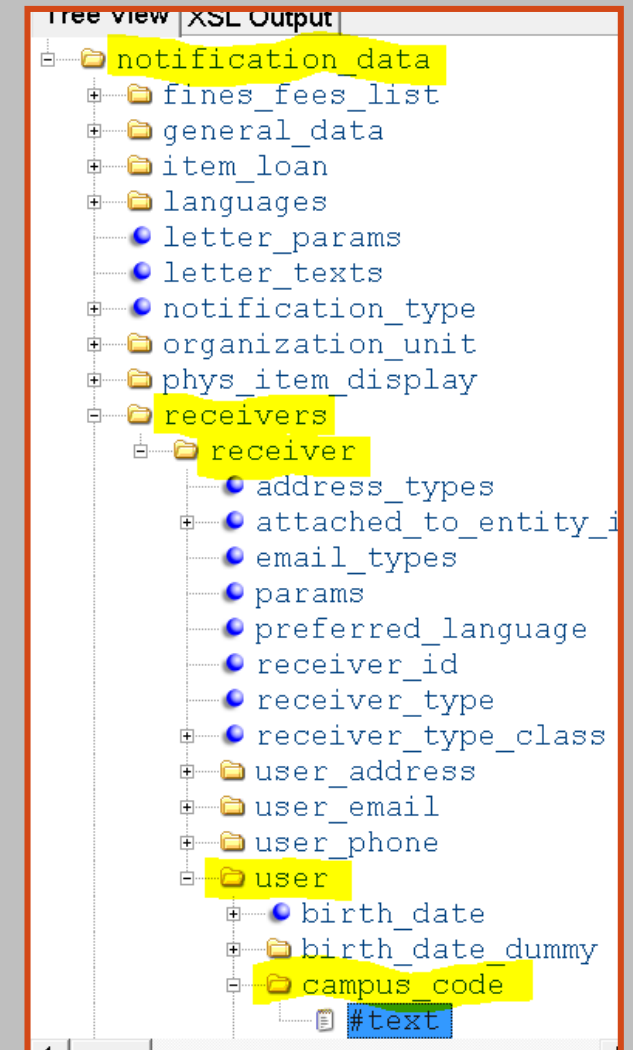 Tree View XSL Output
notification_data
fines_fees_list
general_data
item_loan
languages
letter_params
letter_texts
notification_type
organization_unit
phys_item_display
receivers
receiver
address_types
attached_to_entity_i
email_types
params
preferred_language
receiver_id
receiver_type
receiver_type_class
user_address
user_email
user_phone
user
birth_date
birth_date_dummy
campus_code
#text